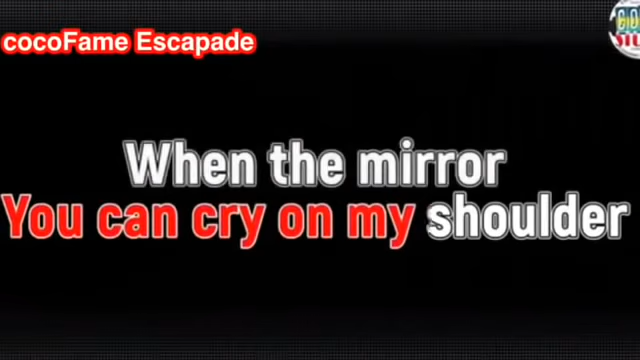 cocoFame Escapade
When the mirror
You can cry on my shoulder